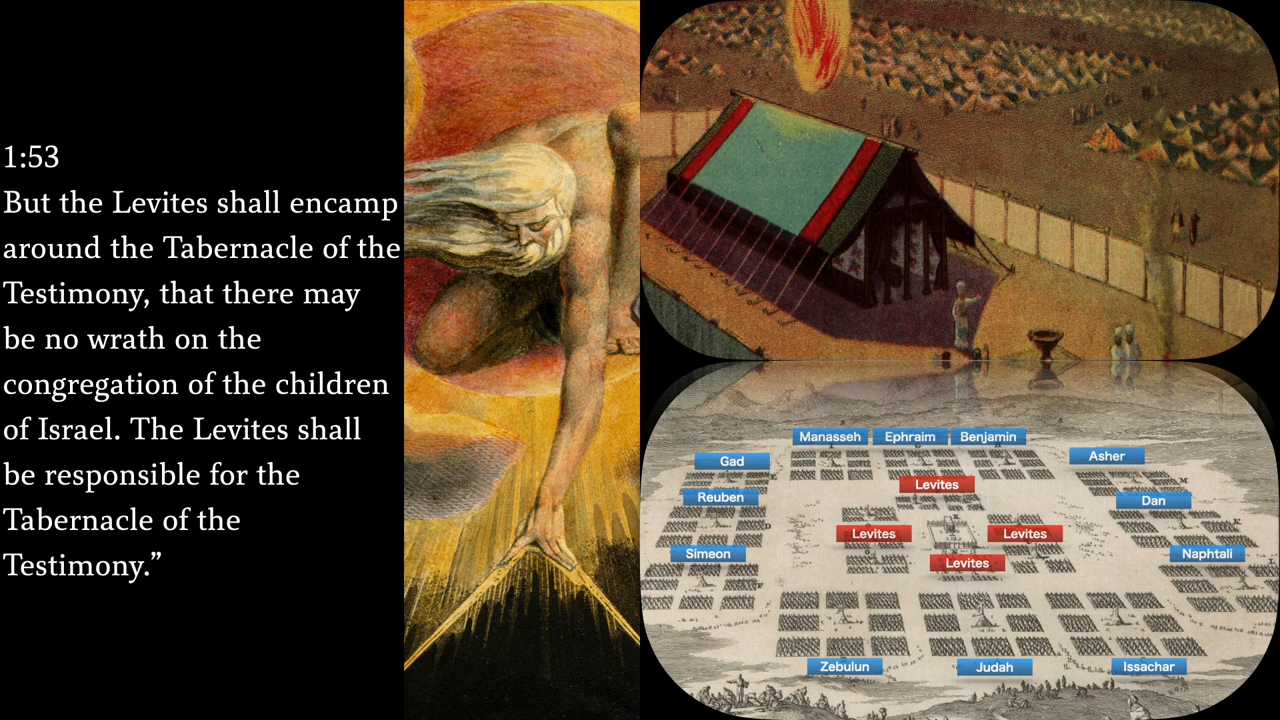 1:53
But the Levites shall encamp
around the Tabernacle of the
Testimony, that there may
be no wrath on the
congregation of the children
of Israel. The Levites shall
be responsible for the
Tabernacle of the
Testimony.”
Manasseh
Ephraim
Benjamin
Gad
Asher
Reuben
Levites
Dan
Levites
Levites
Simeon
Naphtali
Levites
Zebulun
Judah
Issachar